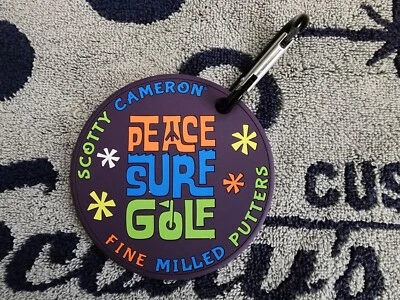 SCOTTY CAMERON®
PEACE
SURF
GOLF
FINE MILLED PUTTERS
CUS